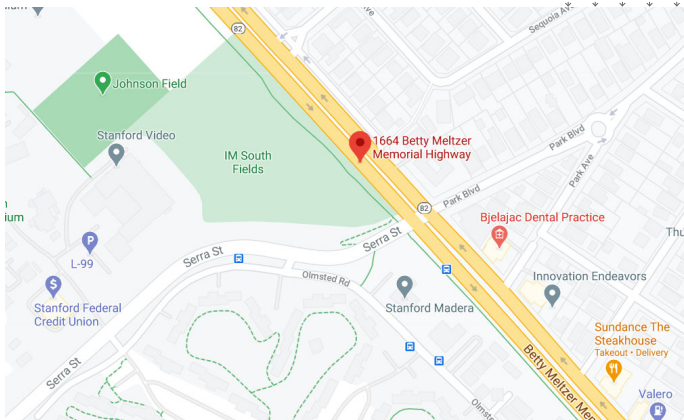 82
Sequoia Av
Johnson Field
Stanford Video
IM South
Fields
1664 Betty Meltzer
Memorial Highway
Park Blvd
Park Ave
Park Blvd
82
ium
L-99
Serra St
Bjelajac Dental Practice
Olmsted Rd
Stanford Federal
Credit Union
Stanford Madera
Innovation Endeavors
Sundance The
Steakhouse
Takeout • Delivery
Serra St
Betty Meltzer Mem
Valero